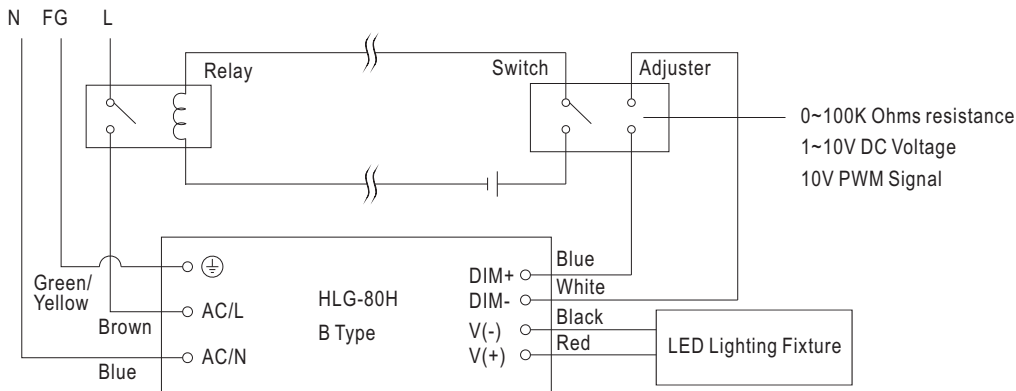 N FG L
Relay
Switch
Adjuster
0~100K Ohms resistance
1~10V DC Voltage
10V PWM Signal
Green/
Yellow
Brown
Blue
AC/L
AC/N
HLG-80H
B Type
DIM+
DIM-
V(-)
V(+)
Blue
White
Black
Red
LED Lighting Fixture